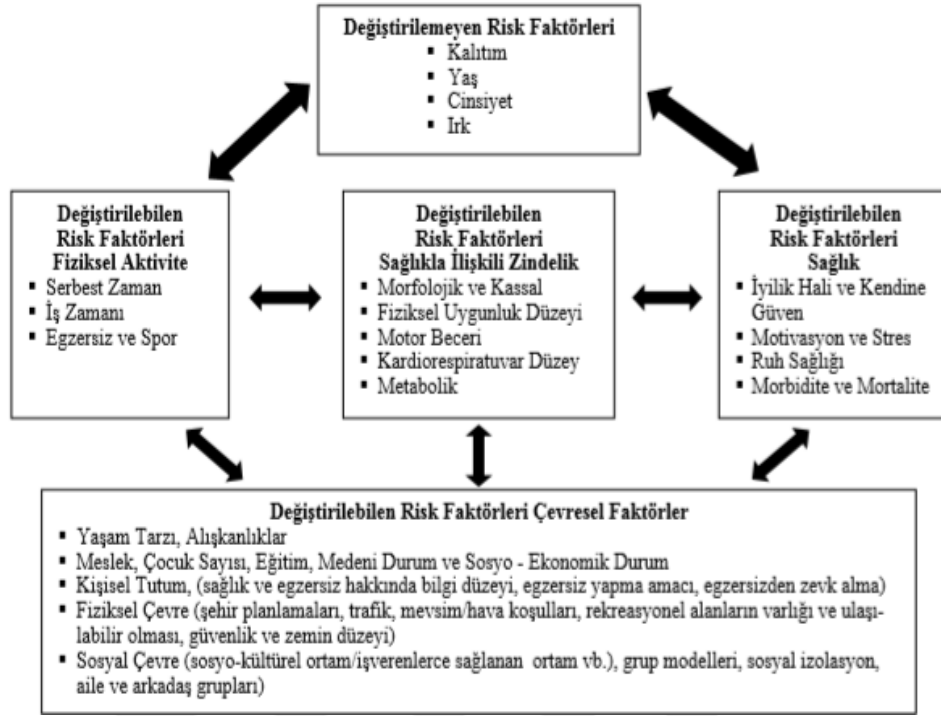 Değiştirilemeyen Risk Faktörleri
▪ Kalıtım
▪ Yaş
▪ Cinsiyet
▪ Irk
Değiştirilebilen
Risk Faktörleri
Fiziksel Aktivite
▪ Serbest Zaman
▪ İş Zamanı
▪ Egzersiz ve Spor
Değiştirilebilen
Risk Faktörleri
Sağlıkla İlişkili Zindelik
▪ Morfolojik ve Kassal
▪ Fiziksel Uygunluk Düzeyi
▪ Motor Beceri
▪ Kardiorespiratuvar Düzey
▪ Metabolik
Değiştirilebilen
Risk Faktörleri
Sağlık
▪ İyilik Hali ve Kendine
Güven
▪ Motivasyon ve Stres
▪ Ruh Sağlığı
▪ Morbidite ve Mortalite
Değiştirilebilen Risk Faktörleri Çevresel Faktörler
▪ Yaşam Tarzı, Alışkanlıklar
▪ Meslek, Çocuk Sayısı, Eğitim, Medeni Durum ve Sosyo - Ekonomik Durum
▪ Kişisel Tutum, (sağlık ve egzersiz hakkında bilgi düzeyi, egzersiz yapma amacı, egzersizden zevk alma)
▪ Fiziksel Çevre (şehir planlamaları, trafik, mevsim/hava koşulları, rekreasyonel alanların varlığı ve ulaşı-
labilir olması, güvenlik ve zemin düzeyi)
▪ Sosyal Çevre (sosyo-kültürel ortam/işverenlerce sağlanan ortam vb.), grup modelleri, sosyal izolasyon,
aile ve arkadaş grupları)